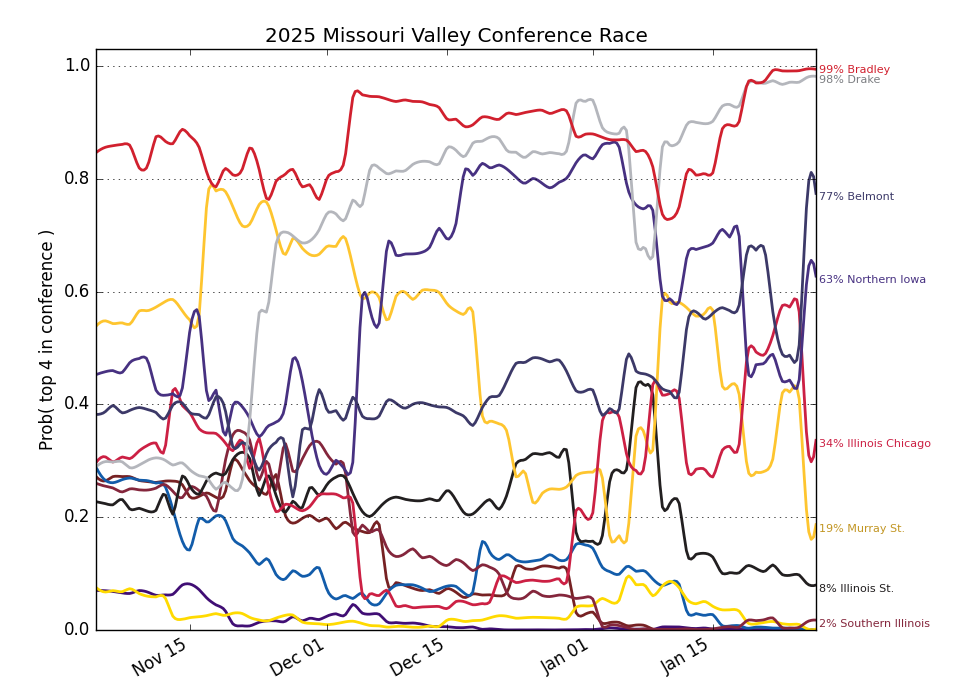 2025 Missouri Valley Conference Race
Prob( top 4 in conference )
1.0
0.8
0.6
0.4
0.2
0.0
Nov 15
Dec 01
Dec 15
Jan 01
Jan 15
99% Bradley
98% Drake
77% Belmont
63% Northern Iowa
34% Illinois Chicago
19% Murray St.
8% Illinois St.
2% Southern Illinois